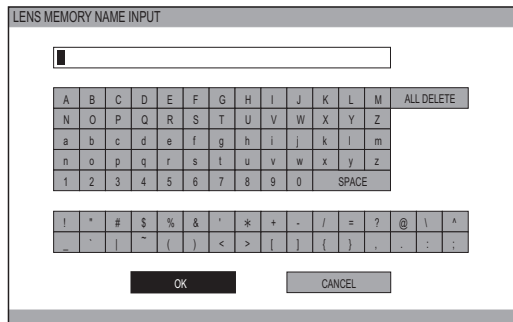 LENS MEMORY NAME INPUT
A B C D E F G H I J K L M ALL DELETE
N O P Q R S T U V W X Y Z
a b c d e f g h i j k l m
n o p q r s t u v w x y z
1 2 3 4 5 6 7 8 9 0 SPACE
! " # $ % & ' * + - / = ? @ \ ^
_ ` | ~ ( ) < > [ ] { } , . : ;
OK CANCEL